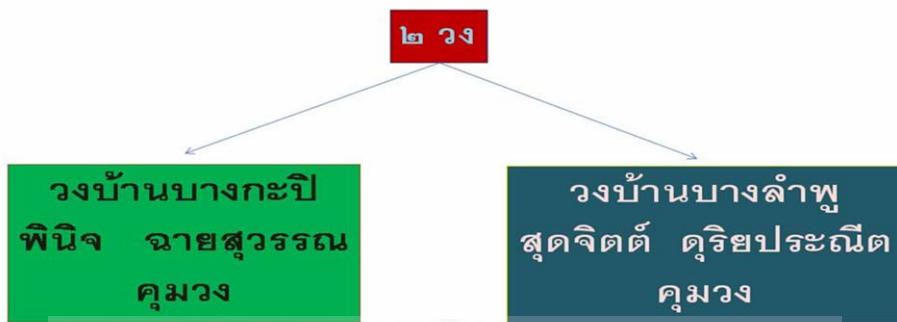 ๒ วง
วงบ้านบางกะปิ
พินิจ ฉายสุวรรณ
คุมวง
วงบ้านบางลำพู
สุดจิตต์ ดุริยประณีต
คุมวง